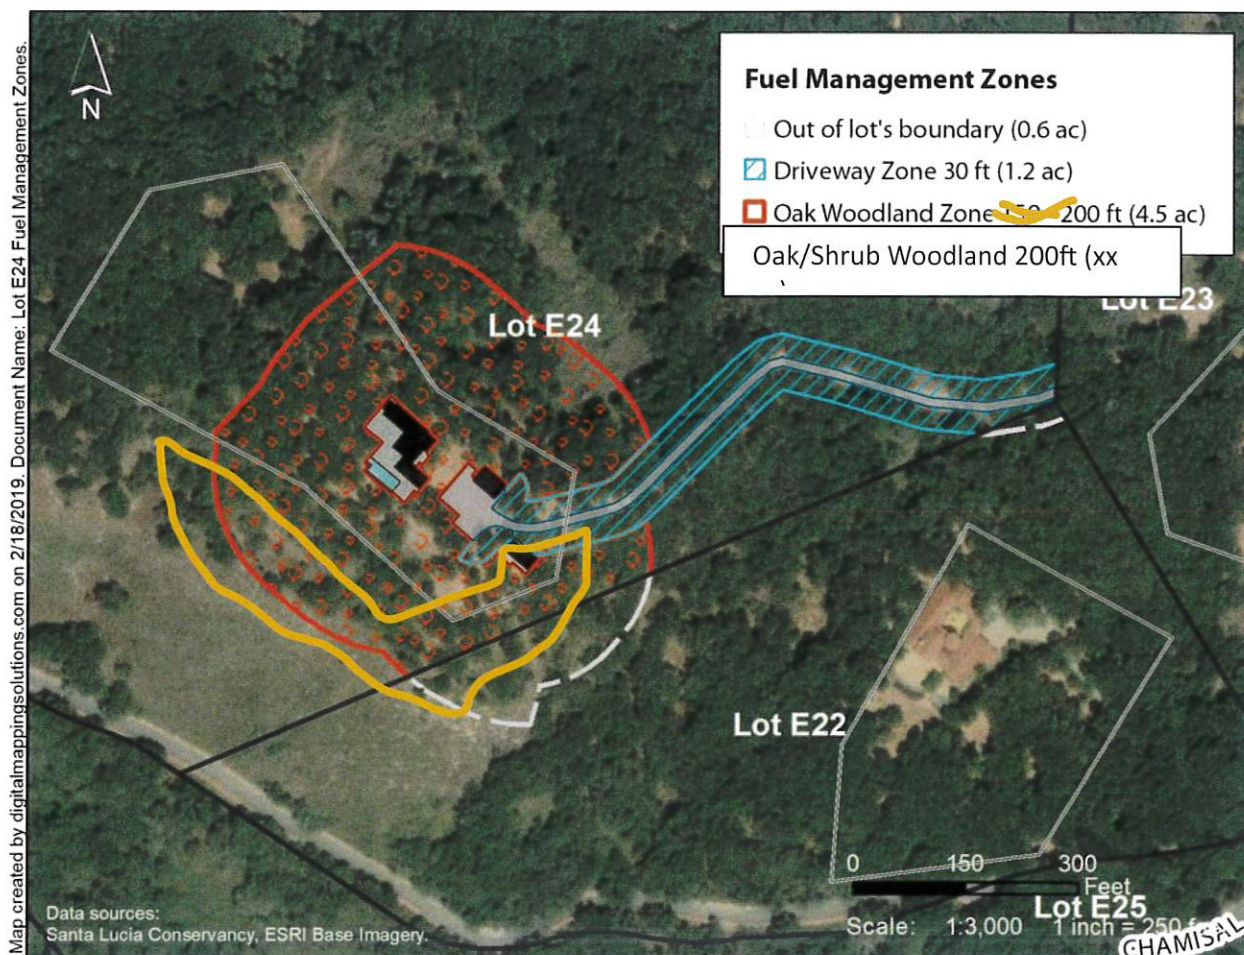 Map created by digitalmappingsolutions.com on 2/18/2019. Document Name: Lot E24 Fuel Management Zones.
N
Fuel Management Zones
Out of lot's boundary (0.6 ac)
Driveway Zone 30 ft (1.2 ac)
Oak Woodland Zone 200 ft (4.5 ac)
Oak/Shrub Woodland 200ft (xx
Lot E23
Lot E24
Lot E22
0 150 300
Feet
Lot E25
Scale: 1:3,000 1 inch = 250
CHAMISAL
Data sources:
Santa Lucia Conservancy, ESRI Base Imagery.